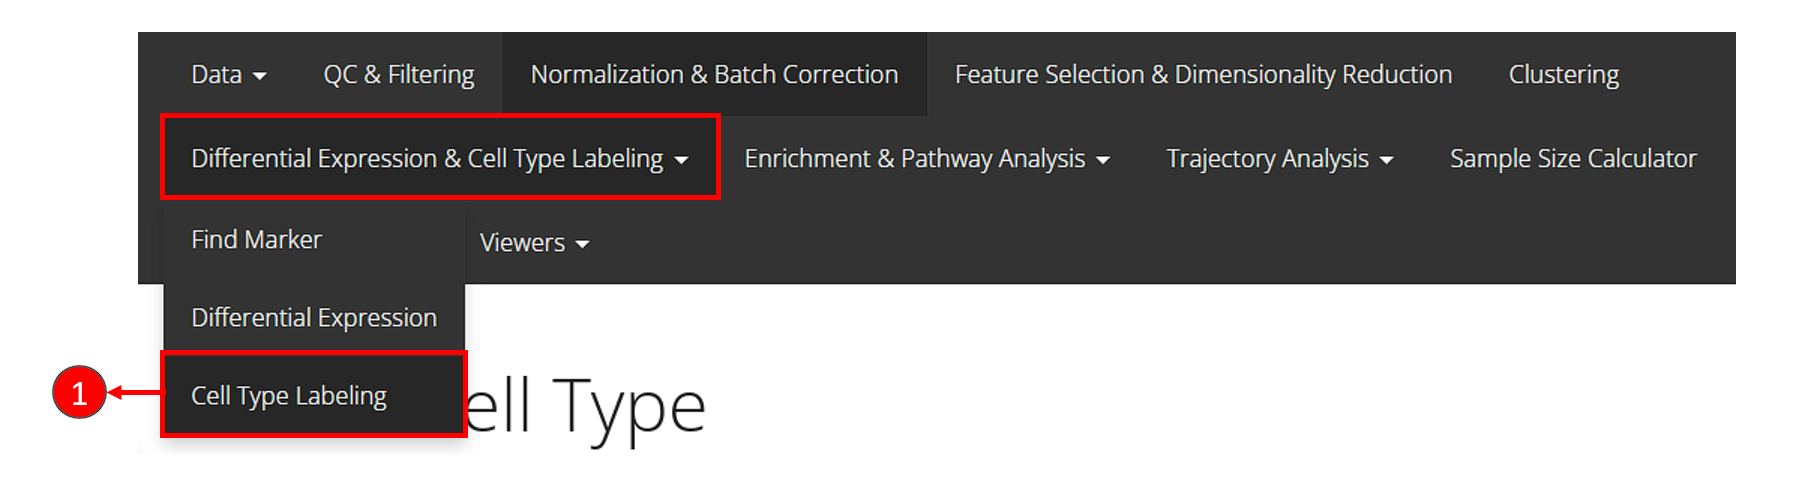 Data QC & Filtering Normalization & Batch Correction Feature Selection & Dimensionality Reduction Clustering
Differential Expression & Cell Type Labeling Enrichment & Pathway Analysis Trajectory Analysis Sample Size Calculator
Find Marker Viewers
Differential Expression
1 Cell Type Labeling ell Type